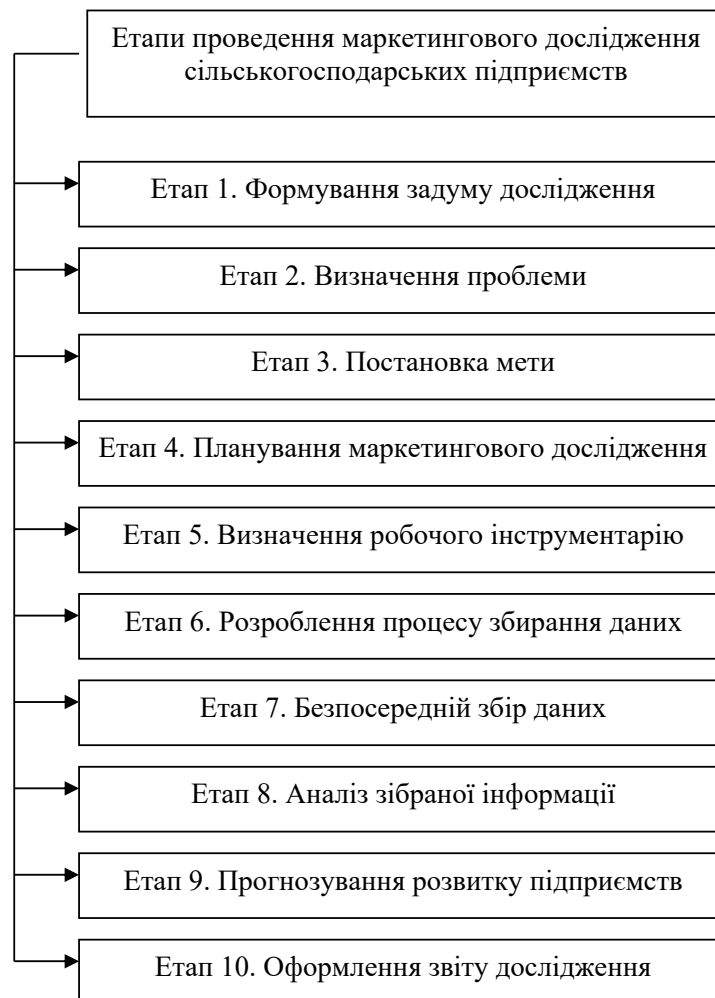 Етапи проведення маркетингового дослідження
сільськогосподарських підприємств
Етап 1. Формування задуму дослідження
Етап 2. Визначення проблеми
Етап 3. Постановка мети
Етап 4. Планування маркетингового дослідження
Етап 5. Визначення робочого інструментарію
Етап 6. Розроблення процесу збирання даних
Етап 7. Безпосередній збір даних
Етап 8. Аналіз зібраної інформації
Етап 9. Прогнозування розвитку підприємств
Етап 10. Оформлення звіту дослідження